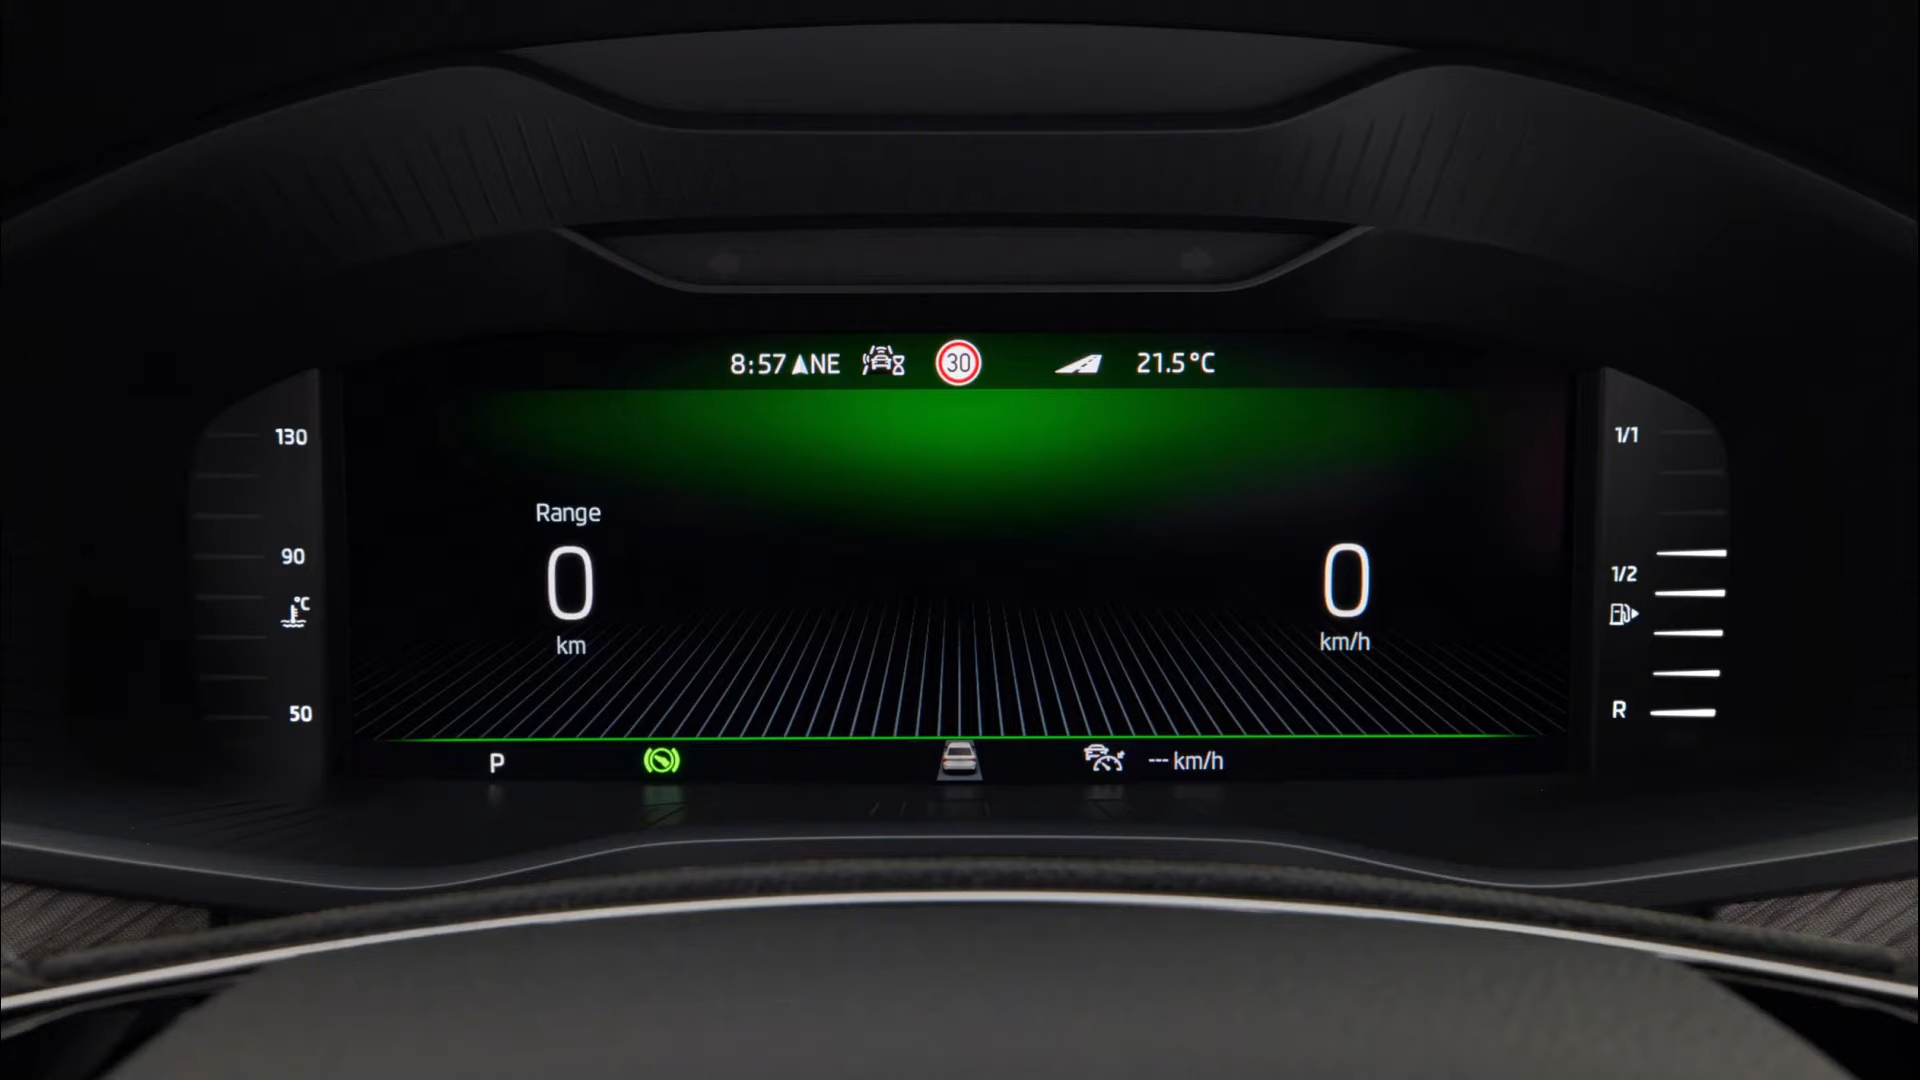 8:57 NE 30 21.5°C
130
90
°C
50
Range
0
km
0
km/h
1/1
1/2
R
P
--- km/h